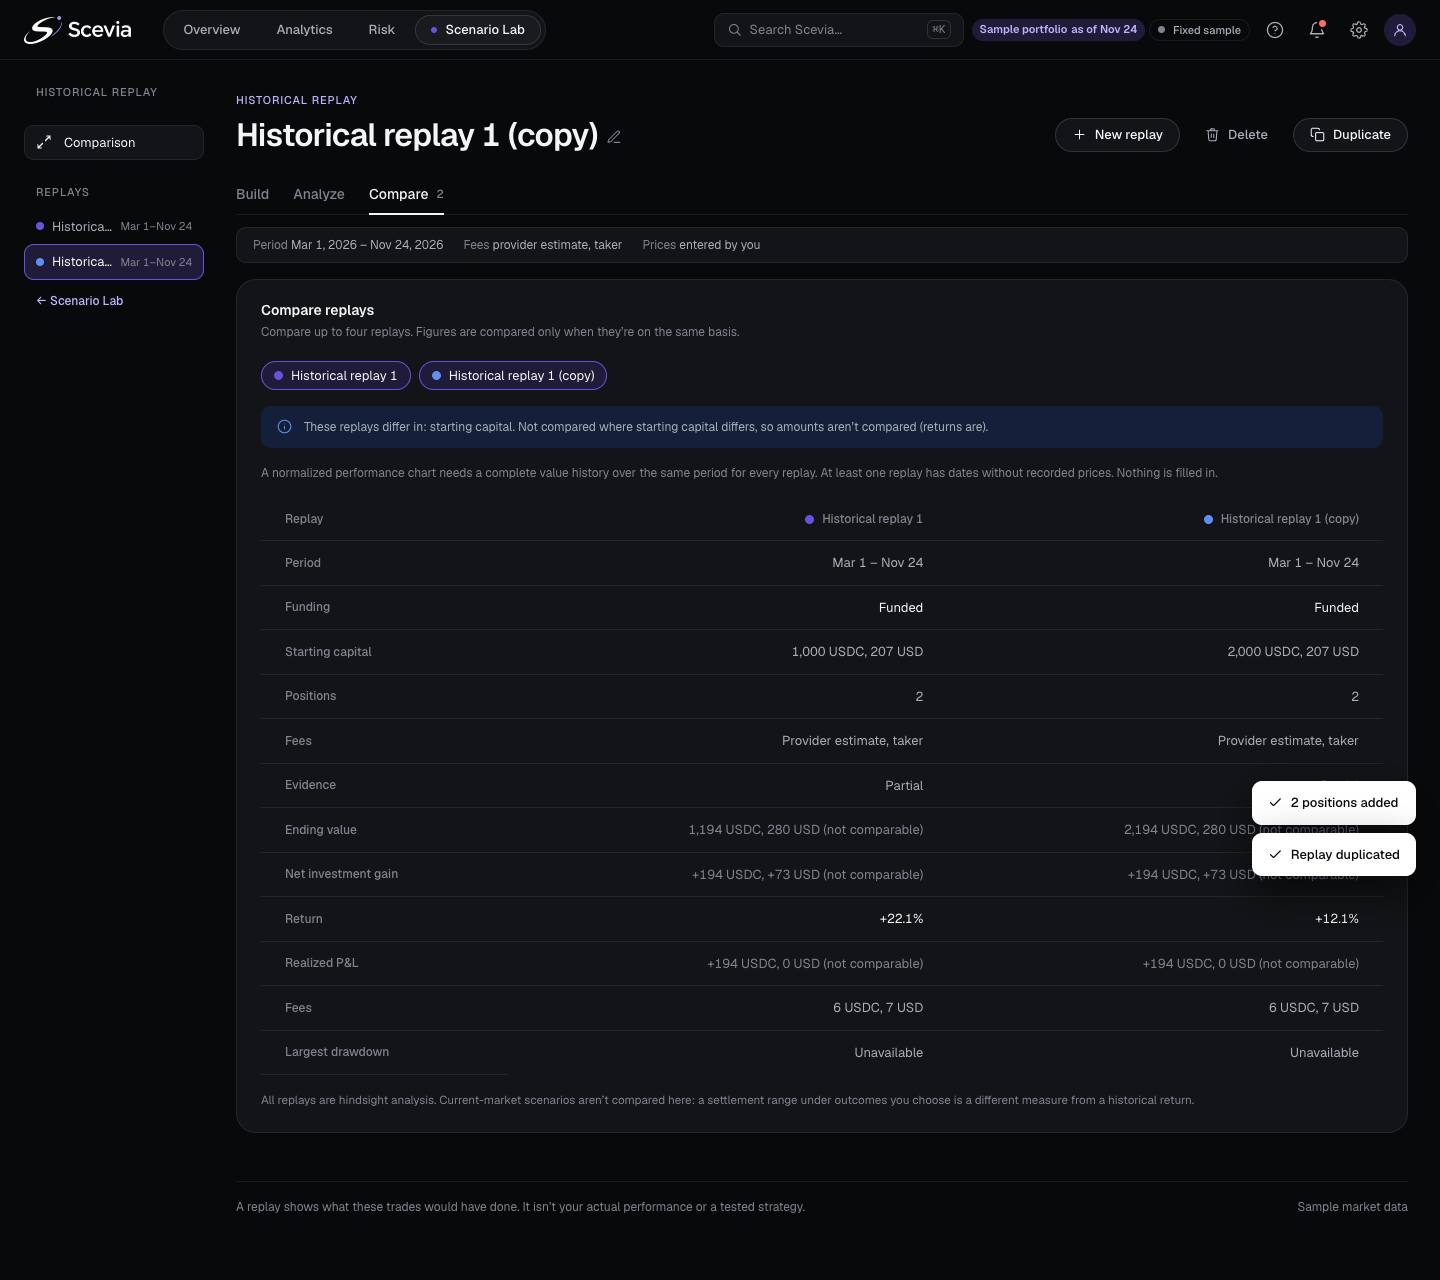 Scevia
Overview
Analytics
Risk
Scenario Lab
Search Scevia...
⌘K
Sample portfolio as of Nov 24
Fixed sample
HISTORICAL REPLAY
Comparison
REPLAYS
Historica... Mar 1–Nov 24
Historica... Mar 1–Nov 24
← Scenario Lab
HISTORICAL REPLAY
Historical replay 1 (copy)
New replay
Delete
Duplicate
Build
Analyze
Compare 2
Period Mar 1, 2026 – Nov 24, 2026 Fees provider estimate, taker Prices entered by you
Compare replays
Compare up to four replays. Figures are compared only when they're on the same basis.
Historical replay 1
Historical replay 1 (copy)
These replays differ in: starting capital. Not compared where starting capital differs, so amounts aren't compared (returns are).
A normalized performance chart needs a complete value history over the same period for every replay. At least one replay has dates without recorded prices. Nothing is filled in.
Replay Historical replay 1 Historical replay 1 (copy)
Period Mar 1 – Nov 24 Mar 1 – Nov 24
Funding Funded Funded
Starting capital 1,000 USDC, 207 USD 2,000 USDC, 207 USD
Positions 2 2
Fees Provider estimate, taker Provider estimate, taker
Evidence Partial
2 positions added
Ending value 1,194 USDC, 280 USD (not comparable) 2,194 USDC, 280 USD (not comparable)
Replay duplicated
Net investment gain +194 USDC, +73 USD (not comparable) +194 USDC, +73 USD (not comparable)
Return +22.1% +12.1%
Realized P&L +194 USDC, 0 USD (not comparable) +194 USDC, 0 USD (not comparable)
Fees 6 USDC, 7 USD 6 USDC, 7 USD
Largest drawdown Unavailable Unavailable
All replays are hindsight analysis. Current-market scenarios aren't compared here: a settlement range under outcomes you choose is a different measure from a historical return.
A replay shows what these trades would have done. It isn't your actual performance or a tested strategy.
Sample market data